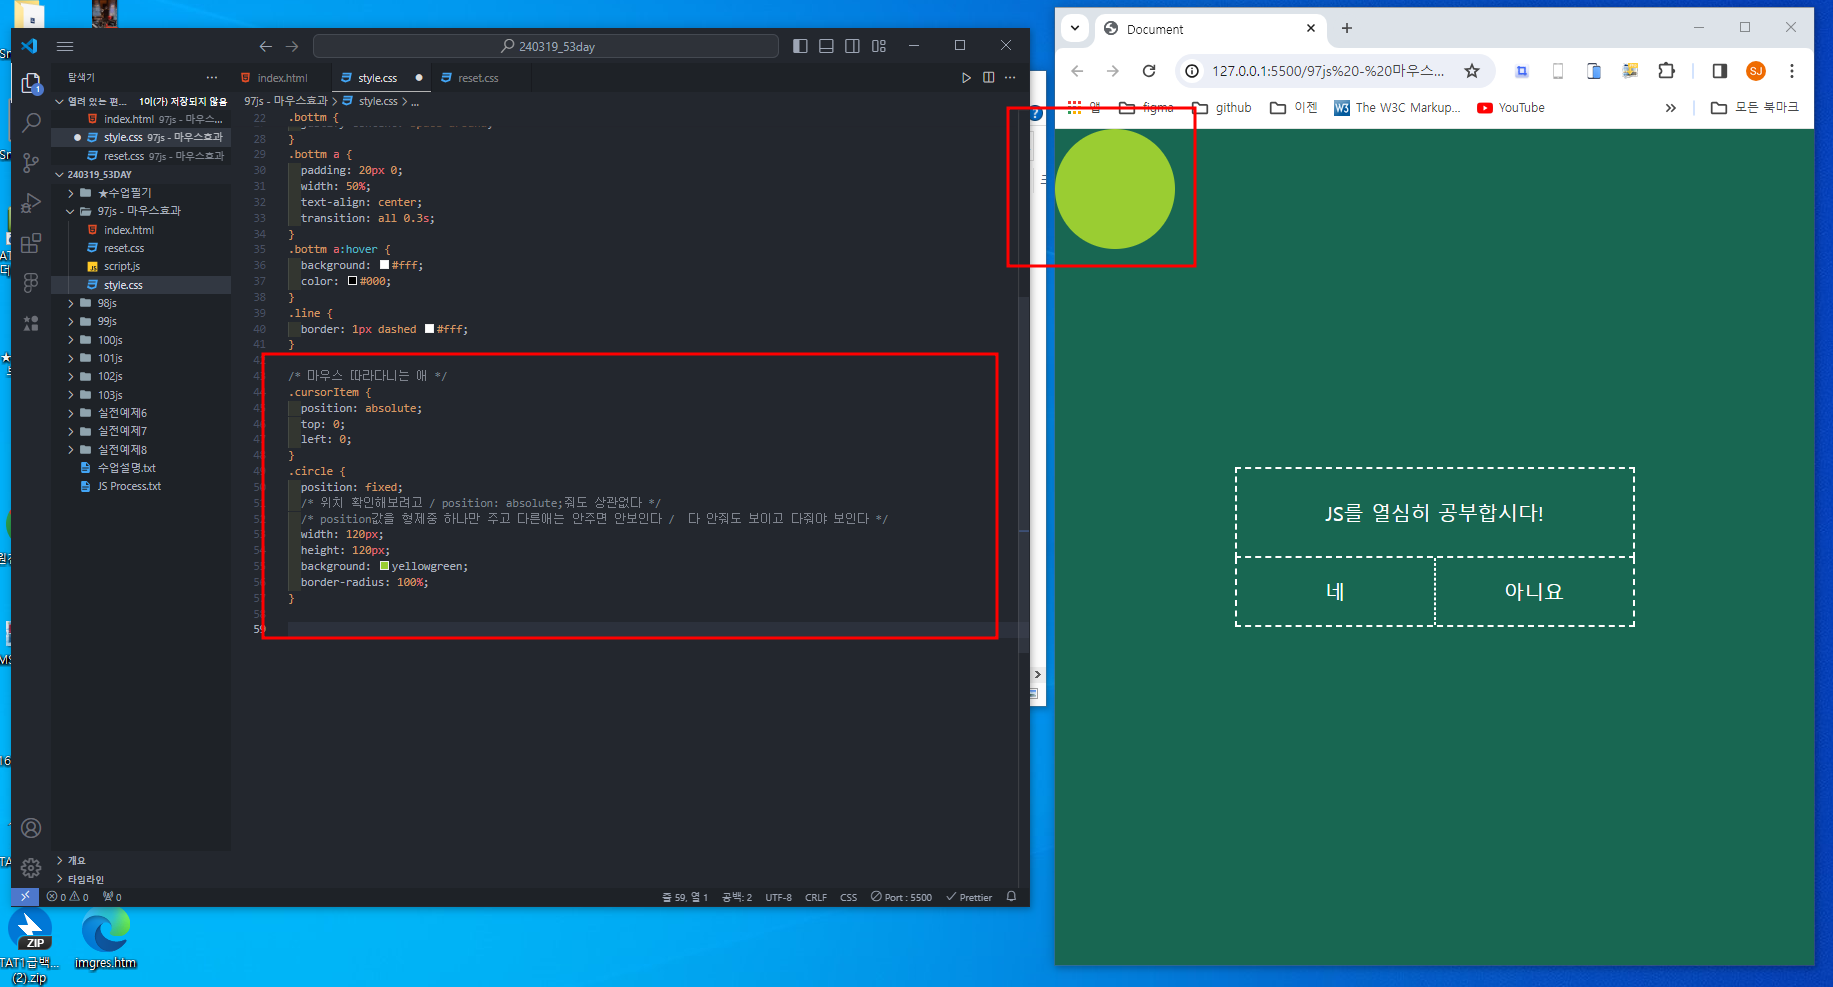 240319_53day
탐색기
index.html
style.css
reset.css
열려 있는 편... 1이(가) 저장되지 않음
index.html 97js - 마우스...
style.css 97js - 마우스효과
reset.css 97js - 마우스효과
240319_53DAY
★수업필기
97js - 마우스효과
index.html
reset.css
script.js
style.css
98js
99js
100js
101js
102js
103js
실전예제6
실전예제7
실전예제8
수업설명.txt
JS Process.txt
개요
타임라인
97js - 마우스효과 > style.css > ...
22 .bottm {
28 }
29 .bottm a {
30 padding: 20px 0;
31 width: 50%;
32 text-align: center;
33 transition: all 0.3s;
34 }
35 .bottm a:hover {
36 background: #fff;
37 color: #000;
38 }
39 .line {
40 border: 1px dashed #fff;
41 }
/* 마우스 따라다니는 애 */
.cursorItem {
position: absolute;
top: 0;
left: 0;
}
.circle {
position: fixed;
/* 위치 확인해보려고 / position: absolute;줘도 상관없다 */
/* position값을 형제중 하나만 주고 다른애는 안주면 안보인다 /  다 안줘도 보이고 다줘야 보인다 */
width: 120px;
height: 120px;
background: yellowgreen;
border-radius: 100%;
}
59
0 0 0
줄 59, 열 1 공백: 2 UTF-8 CRLF CSS Port : 5500 Prettier
ZIP
TAT1급백...
(2).zip
imgres.htm
Document
127.0.0.1:5500/97js%20-%20마우스...
SJ
앱 figma github 이젠 W3 The W3C Markup... YouTube » 모든 북마크
JS를 열심히 공부합시다!
네 아니요